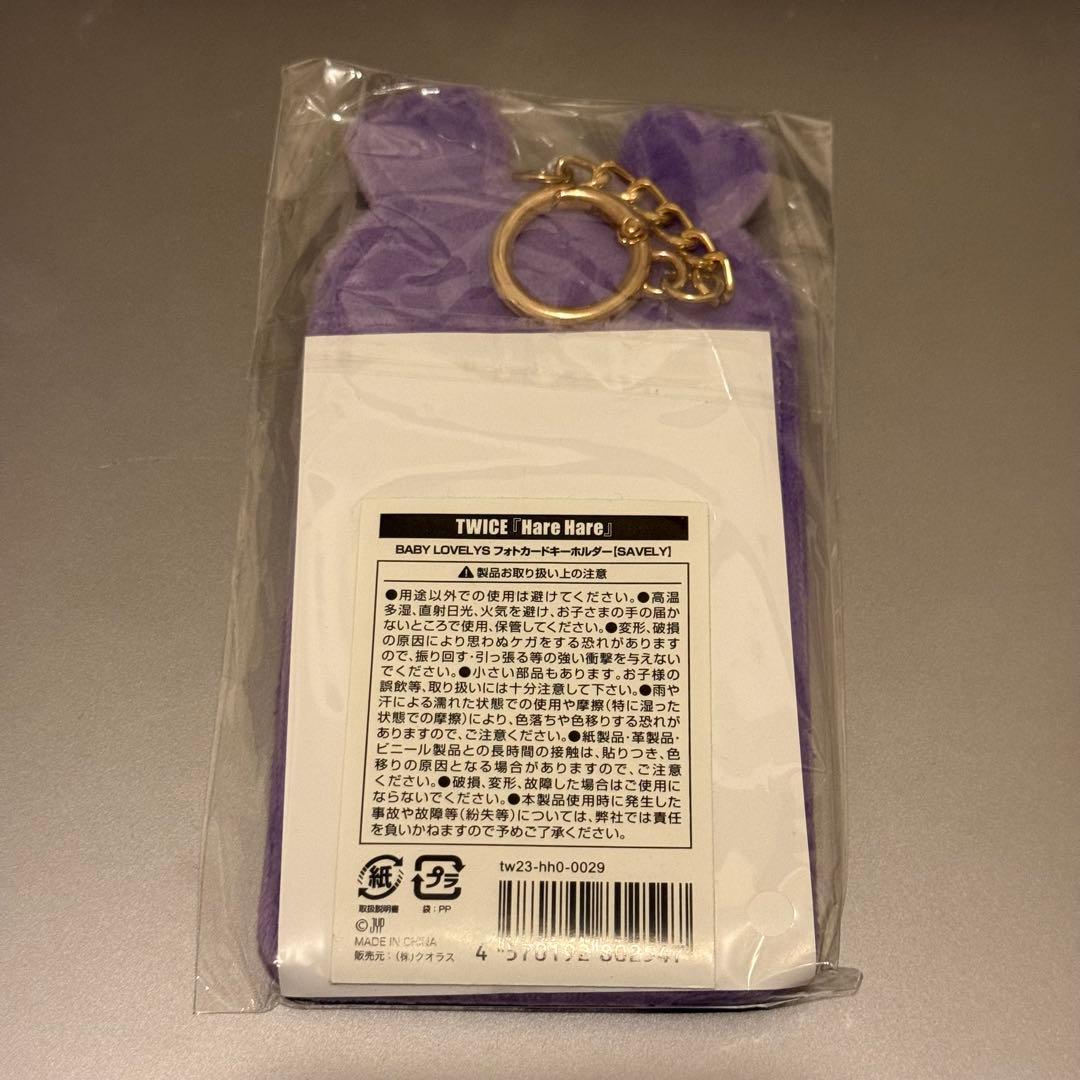 TWICE『Hare Hare』
BABY LOVELYS フォトカードキーホルダー[SAVELY]
⚠製品お取り扱い上の注意
●用途以外での使用は避けてください。●高温
多湿、直射日光、火気を避け、お子さまの手の届か
ないところで使用、保管してください。●変形、破損
の原因により思わぬケガをする恐れがあります
ので、振り回す・引っ張る等の強い衝撃を与えない
でください。●小さい部品もあります。お子様の
誤飲等、取り扱いには十分注意して下さい。●雨や
汗による濡れた状態での使用や摩擦(特に湿った
状態での摩擦)により、色落ちや色移りする恐れが
ありますので、ご注意ください。●紙製品・革製品・
ビニール製品との長時間の接触は、貼りつき、色
移りの原因となる場合がありますので、ご注意
ください。●破損、変形、故障した場合はご使用に
ならないでください。●本製品使用時に発生した
事故や故障等(紛失等)については、弊社では責任
を負いかねますので予めご了承ください。
紙
プラ
tw23-hh0-0029
取扱説明書
袋:PP
© JYP
MADE IN CHINA
販売元:(株)クオラス
4 570192 802547